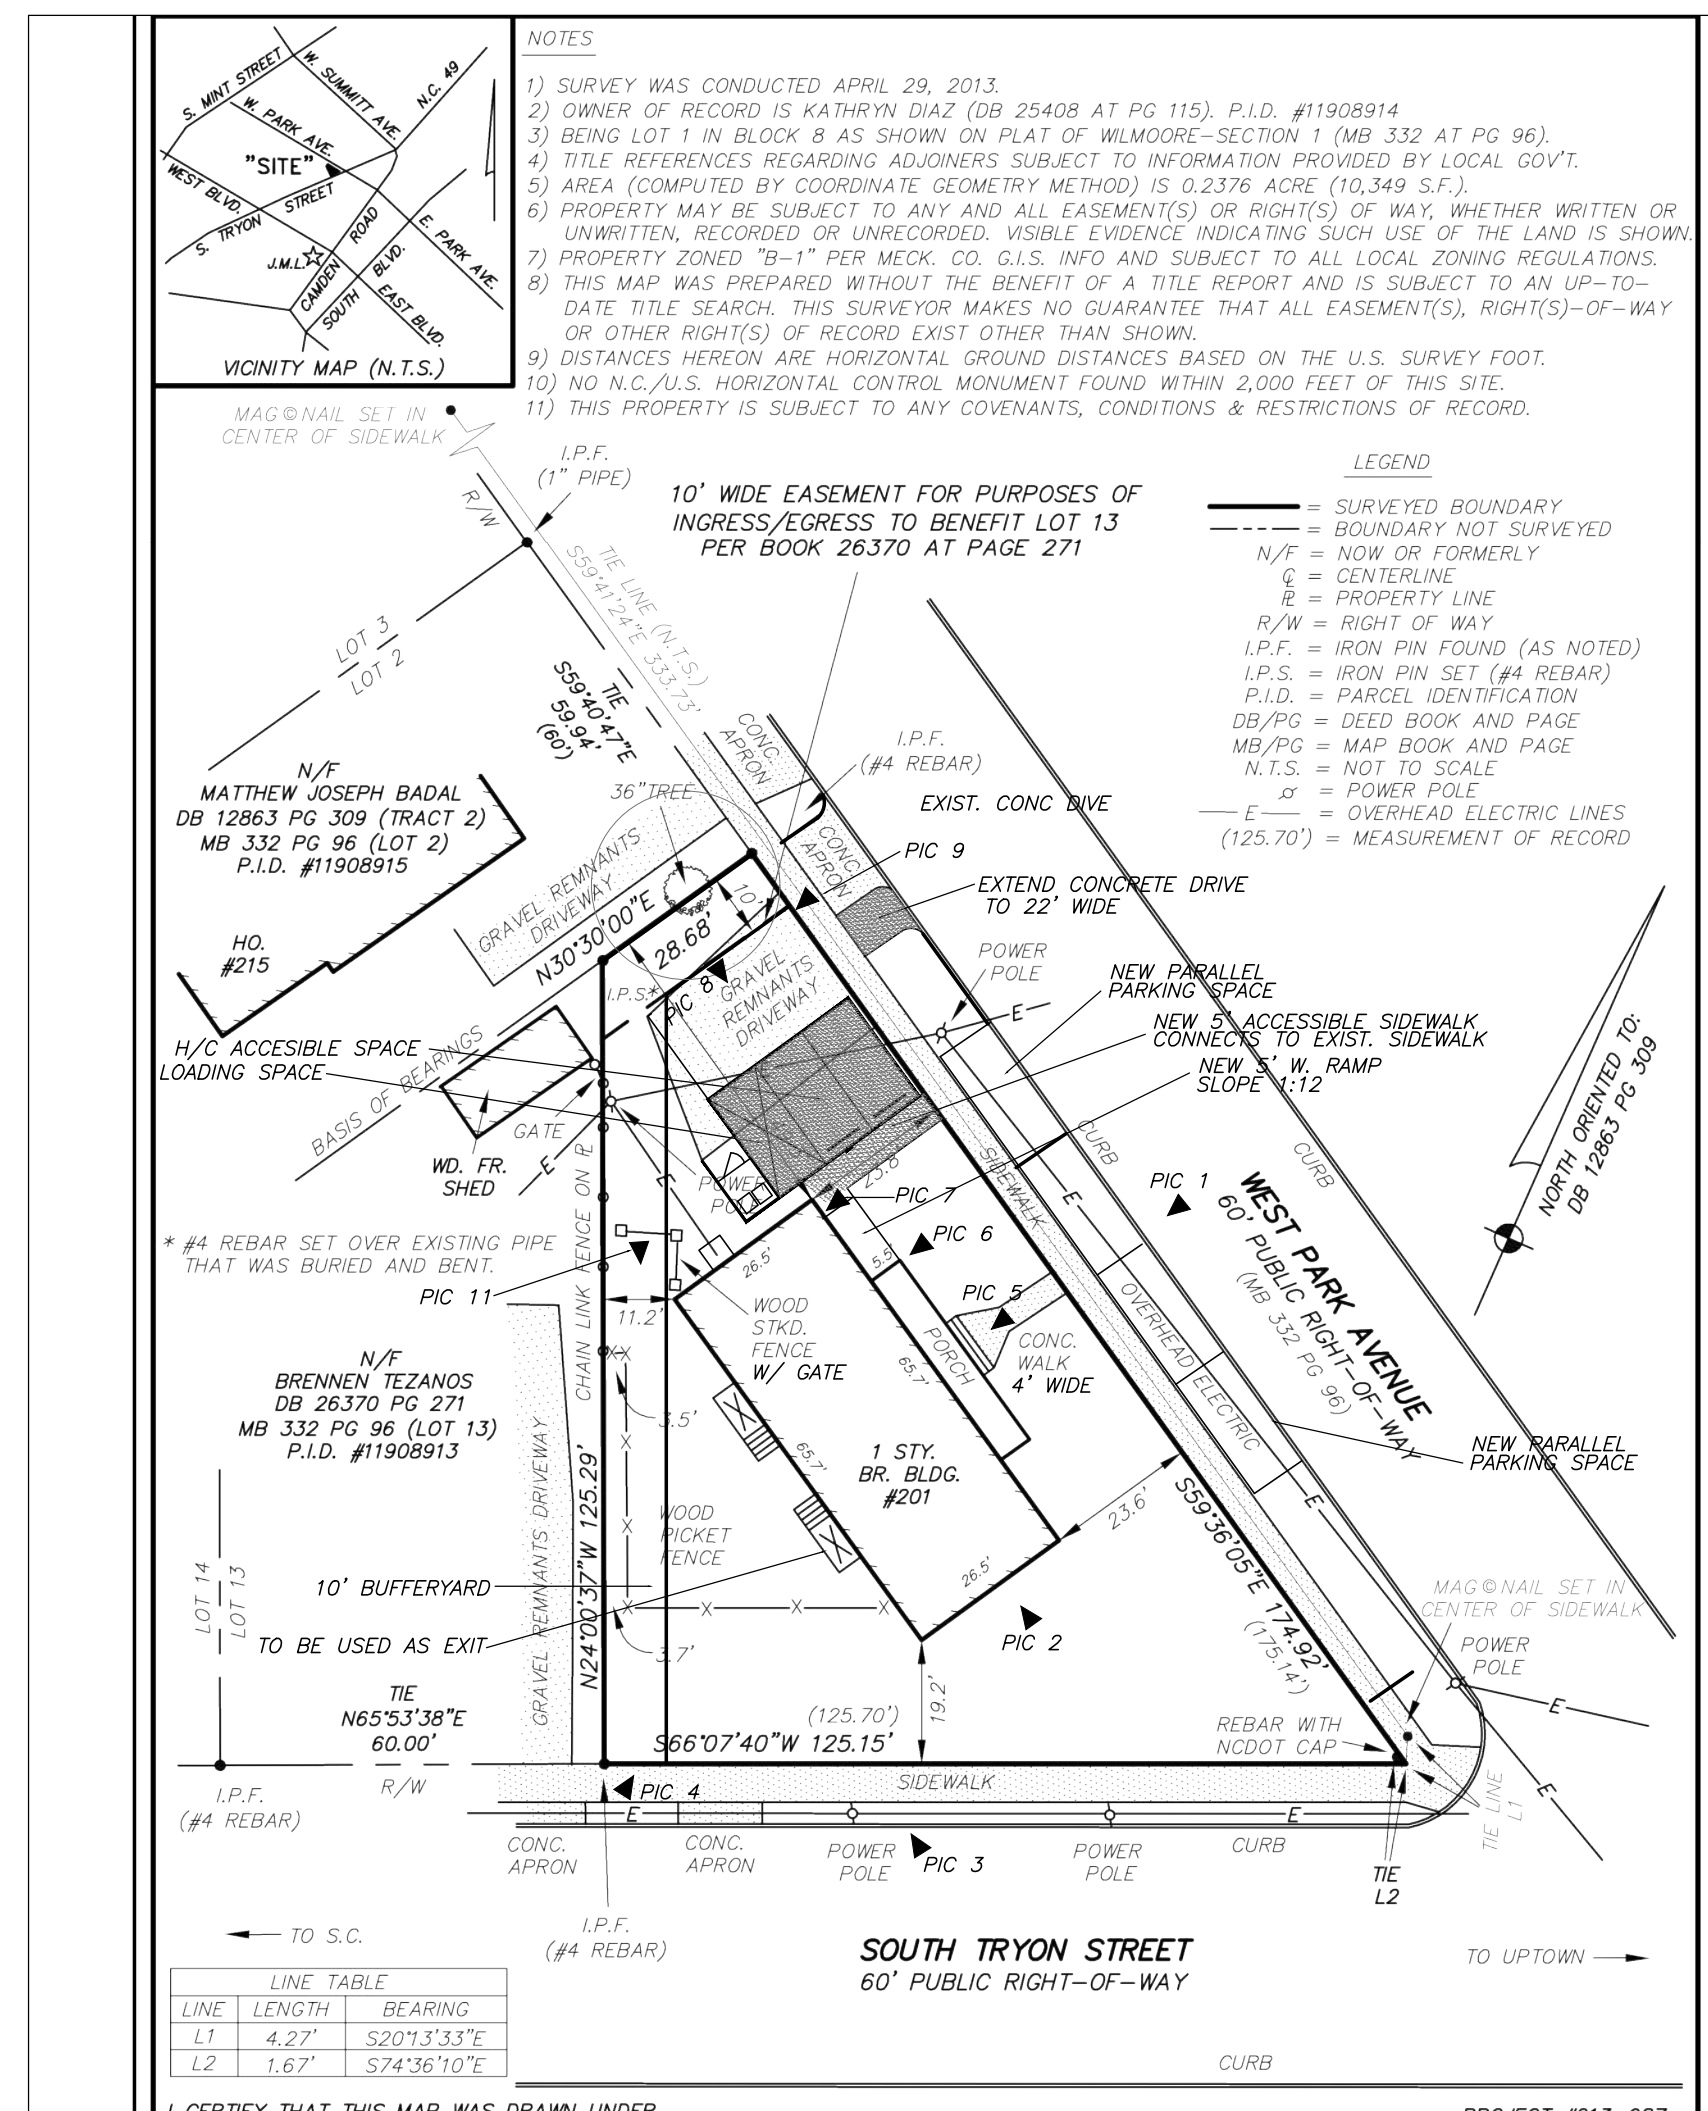 S. MINT STREET
W. SUMMITT AVE.
N.C. 49
W. PARK AVE.
"SITE"
WEST BLVD.
STREET
S. TRYON
ROAD
E. PARK AVE.
J.M.L.
BLVD.
CAMDEN
SOUTH
EAST BLVD.
VICINITY MAP (N.T.S.)
NOTES
1) SURVEY WAS CONDUCTED APRIL 29, 2013.
2) OWNER OF RECORD IS KATHRYN DIAZ (DB 25408 AT PG 115). P.I.D. #11908914
3) BEING LOT 1 IN BLOCK 8 AS SHOWN ON PLAT OF WILMOORE-SECTION 1 (MB 332 AT PG 96).
4) TITLE REFERENCES REGARDING ADJOINERS SUBJECT TO INFORMATION PROVIDED BY LOCAL GOV'T.
5) AREA (COMPUTED BY COORDINATE GEOMETRY METHOD) IS 0.2376 ACRE (10,349 S.F.).
6) PROPERTY MAY BE SUBJECT TO ANY AND ALL EASEMENT(S) OR RIGHT(S) OF WAY, WHETHER WRITTEN OR
UNWRITTEN, RECORDED OR UNRECORDED. VISIBLE EVIDENCE INDICATING SUCH USE OF THE LAND IS SHOWN.
7) PROPERTY ZONED "B-1" PER MECK. CO. G.I.S. INFO AND SUBJECT TO ALL LOCAL ZONING REGULATIONS.
8) THIS MAP WAS PREPARED WITHOUT THE BENEFIT OF A TITLE REPORT AND IS SUBJECT TO AN UP-TO-
DATE TITLE SEARCH. THIS SURVEYOR MAKES NO GUARANTEE THAT ALL EASEMENT(S), RIGHT(S)-OF-WAY
OR OTHER RIGHT(S) OF RECORD EXIST OTHER THAN SHOWN.
9) DISTANCES HEREON ARE HORIZONTAL GROUND DISTANCES BASED ON THE U.S. SURVEY FOOT.
10) NO N.C./U.S. HORIZONTAL CONTROL MONUMENT FOUND WITHIN 2,000 FEET OF THIS SITE.
11) THIS PROPERTY IS SUBJECT TO ANY COVENANTS, CONDITIONS & RESTRICTIONS OF RECORD.
MAG © NAIL SET IN
CENTER OF SIDEWALK
I.P.F.
(1" PIPE)
R/W
10' WIDE EASEMENT FOR PURPOSES OF
INGRESS/EGRESS TO BENEFIT LOT 13
PER BOOK 26370 AT PAGE 271
LEGEND
= SURVEYED BOUNDARY
= BOUNDARY NOT SURVEYED
N/F = NOW OR FORMERLY
℄ = CENTERLINE
⅊ = PROPERTY LINE
R/W = RIGHT OF WAY
I.P.F. = IRON PIN FOUND (AS NOTED)
I.P.S. = IRON PIN SET (#4 REBAR)
P.I.D. = PARCEL IDENTIFICATION
DB/PG = DEED BOOK AND PAGE
MB/PG = MAP BOOK AND PAGE
N.T.S. = NOT TO SCALE
= POWER POLE
E = OVERHEAD ELECTRIC LINES
(125.70') = MEASUREMENT OF RECORD
TIE LINE (N.T.S.)
S59°41'24"E 333.73'
LOT 3
LOT 2
TIE
S59°40'47"E
59.94'
(60')
CONC.
APRON
I.P.F.
(#4 REBAR)
36"TREE
EXIST. CONC DIVE
N/F
MATTHEW JOSEPH BADAL
DB 12863 PG 309 (TRACT 2)
MB 332 PG 96 (LOT 2)
P.I.D. #11908915
HO.
#215
CONC.
APRON
PIC 9
EXTEND CONCRETE DRIVE
TO 22' WIDE
GRAVEL REMNANTS
DRIVEWAY
N30°30'00"E
28.68'
10'
POWER
POLE
E
I.P.S.*
PIC 8
GRAVEL
REMNANTS
DRIVEWAY
NEW PARALLEL
PARKING SPACE
NEW 5' ACCESSIBLE SIDEWALK
CONNECTS TO EXIST. SIDEWALK
NEW 5' W. RAMP
SLOPE 1:12
NORTH ORIENTED TO:
DB 12863 PG 309
H/C ACCESIBLE SPACE
LOADING SPACE
BASIS OF BEARINGS
GATE
WD. FR.
SHED
E
E
POWER
POLE
23.8'
PIC 7
SIDEWALK
CURB
CURB
E
PIC 1
WEST PARK AVENUE
60' PUBLIC RIGHT-OF-WAY
(MB 332 PG 96)
* #4 REBAR SET OVER EXISTING PIPE
THAT WAS BURIED AND BENT.
PIC 11
PIC 6
5.5'
26.5'
PIC 5
11.2'
WOOD
STKD.
FENCE
W/ GATE
PORCH
65.7'
CONC.
WALK
4' WIDE
OVERHEAD ELECTRIC
CHAIN LINK FENCE ON ⅊
N/F
BRENNEN TEZANOS
DB 26370 PG 271
MB 332 PG 96 (LOT 13)
P.I.D. #11908913
3.5'
65.7'
1 STY.
BR. BLDG.
#201
NEW PARALLEL
PARKING SPACE
E
23.6'
S59°36'05"E 174.92'
(175.14')
GRAVEL REMNANTS DRIVEWAY
N24°00'37"W 125.29'
WOOD
PICKET
FENCE
26.5'
LOT 14
LOT 13
10' BUFFERYARD
TO BE USED AS EXIT
3.7'
PIC 2
MAG © NAIL SET IN
CENTER OF SIDEWALK
POWER
POLE
E
TIE
N65°53'38"E
60.00'
(125.70')
S66°07'40"W 125.15'
19.2'
REBAR WITH
NCDOT CAP
I.P.F.
(#4 REBAR)
R/W
PIC 4
SIDEWALK
E
E
E
TIE LINE
L1
CONC.
APRON
CONC.
APRON
POWER
POLE
PIC 3
POWER
POLE
CURB
TIE
L2
TO S.C.
I.P.F.
(#4 REBAR)
SOUTH TRYON STREET
60' PUBLIC RIGHT-OF-WAY
TO UPTOWN
LINE TABLE
LINE LENGTH BEARING
L1 4.27' S20°13'33"E
L2 1.67' S74°36'10"E
CURB
I CERTIFY THAT THIS MAP WAS DRAWN UNDER